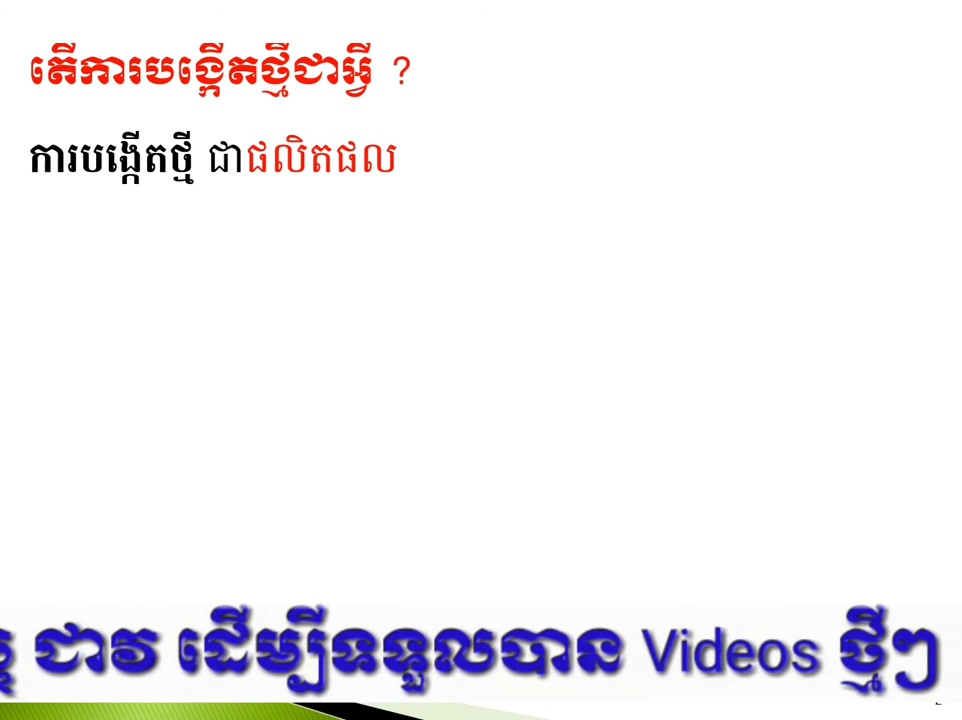 តើការបង្កើតថ្មីជាអ្វី ?
ការបង្កើតថ្មី ជាផលិតផល
ជាវ ដើម្បីទទួលបាន Videos ថ្មីៗ